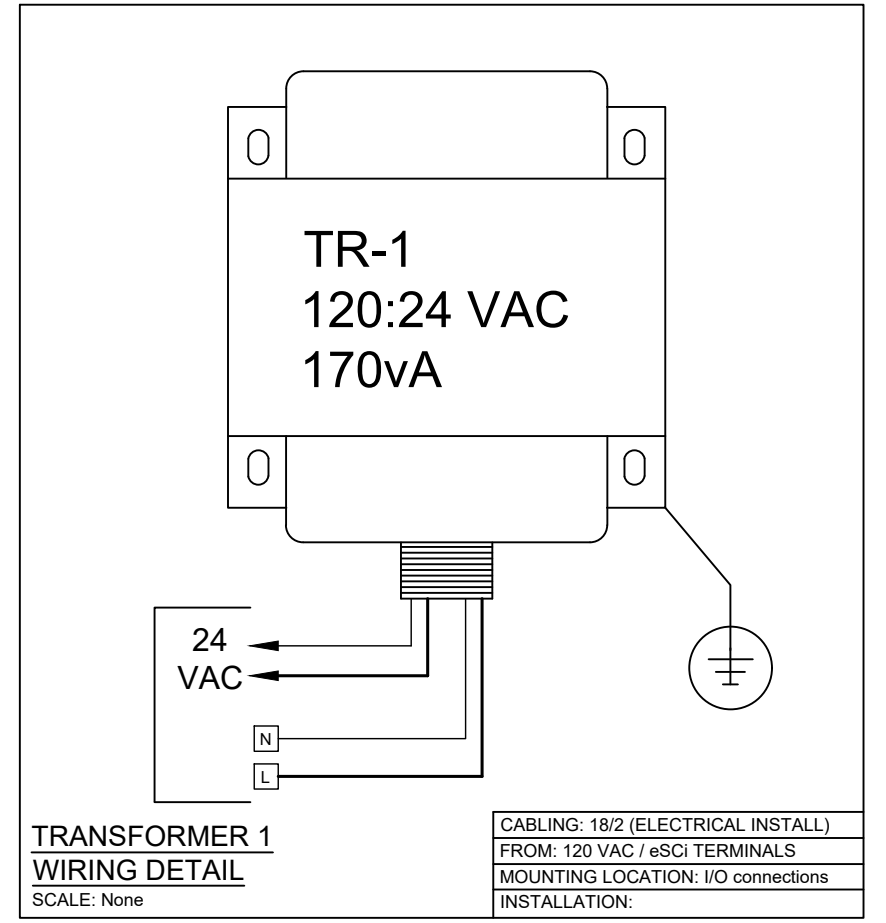 TR-1
120:24 VAC
170vA
24
VAC
N
L
TRANSFORMER 1
WIRING DETAIL
SCALE: None
CABLING: 18/2 (ELECTRICAL INSTALL)
FROM: 120 VAC / eSCi TERMINALS
MOUNTING LOCATION: I/O connections
INSTALLATION: